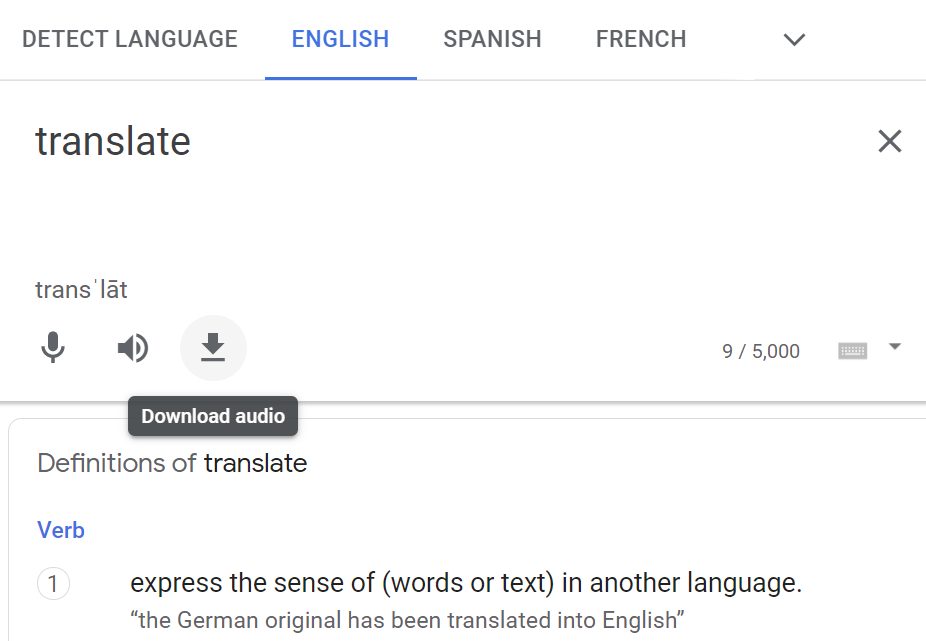 DETECT LANGUAGE ENGLISH SPANISH FRENCH
translate
transˈlāt
9 / 5,000
Download audio
Definitions of translate
Verb
1 express the sense of (words or text) in another language.
“the German original has been translated into English”